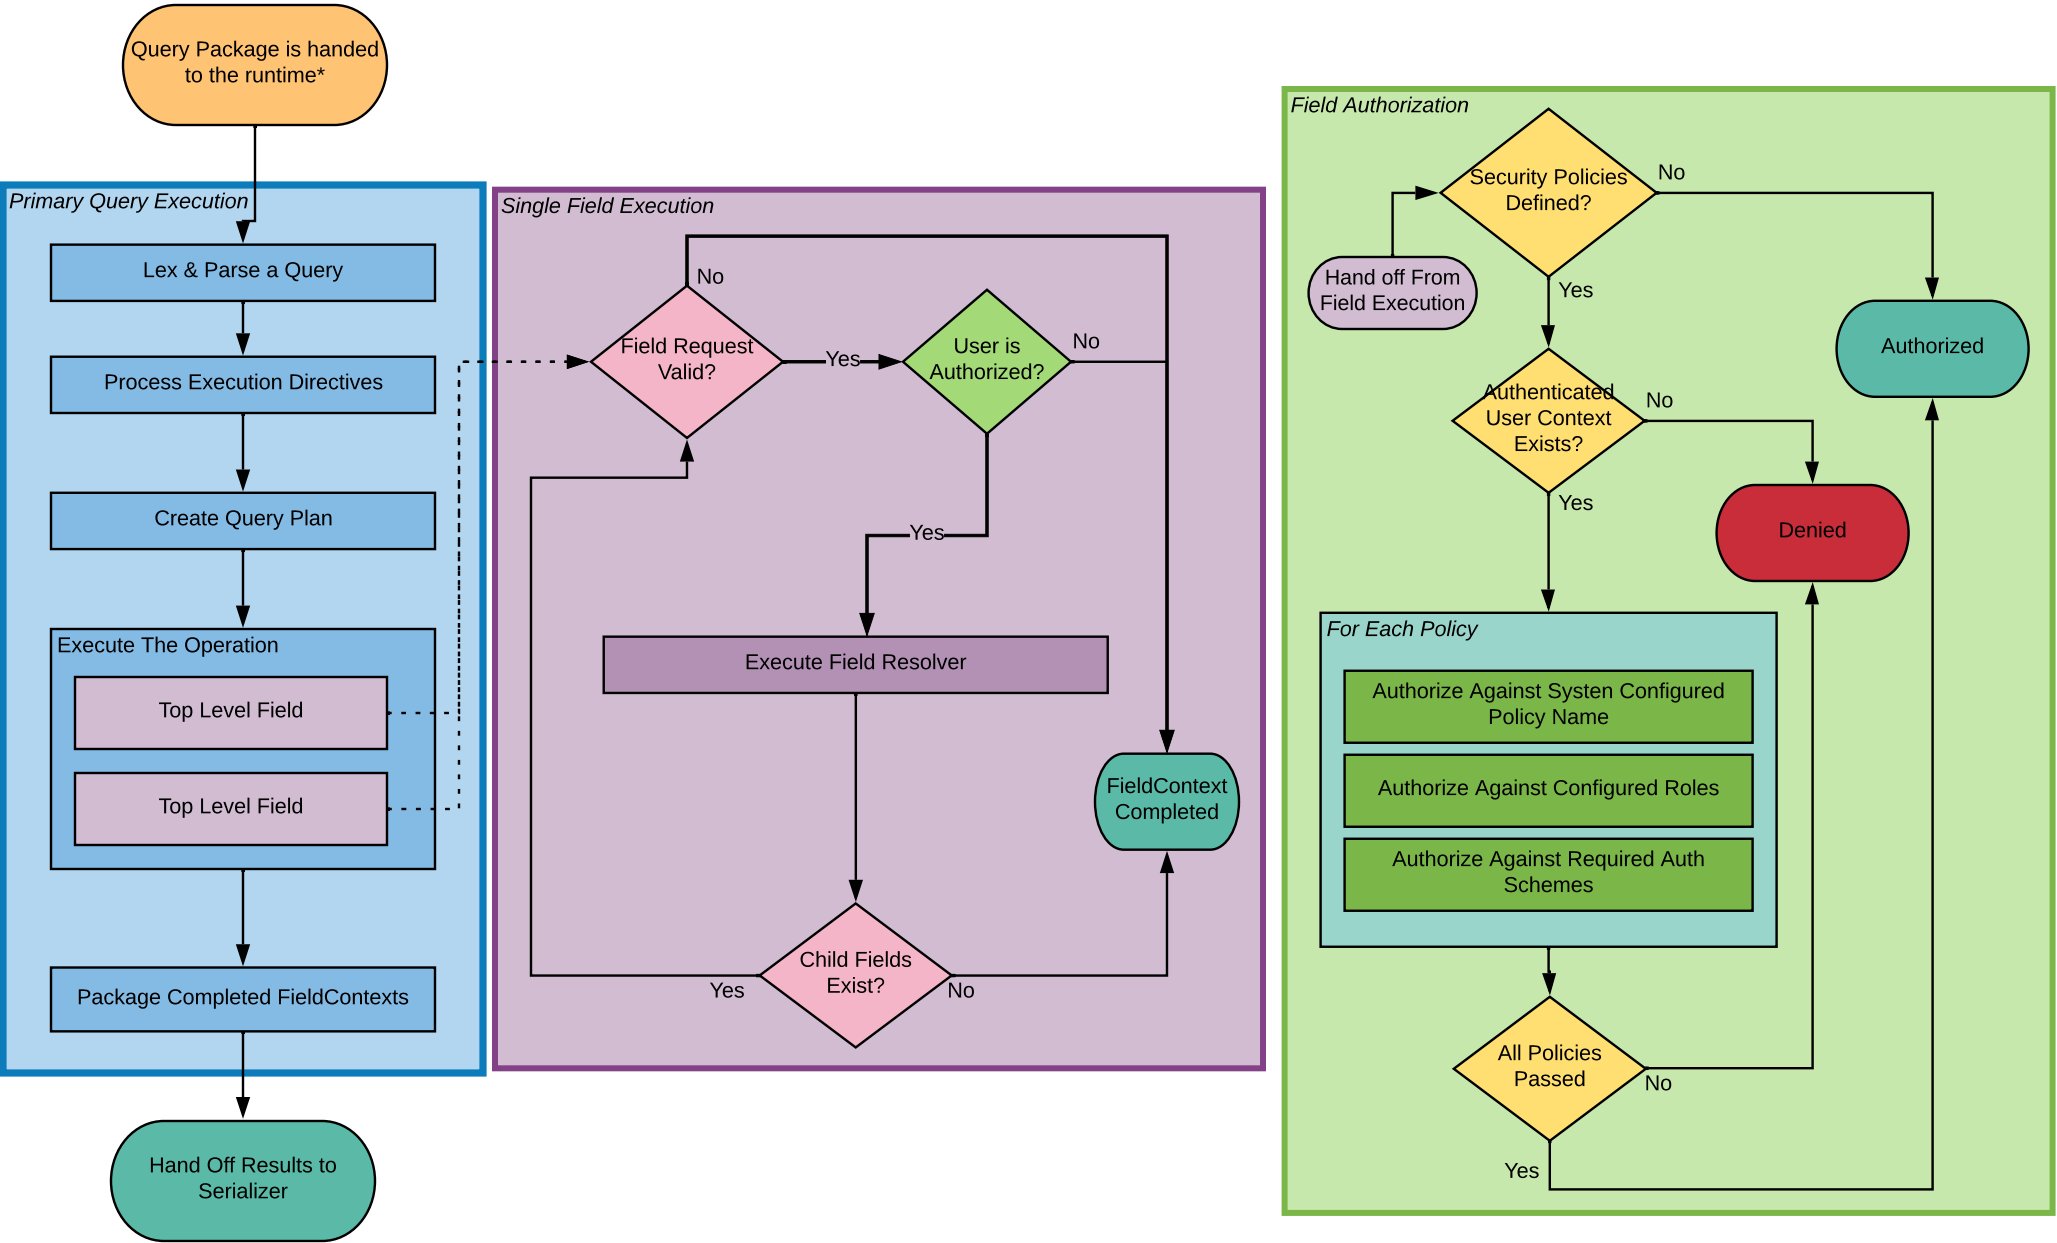 Query Package is handed
to the runtime*
Primary Query Execution
Lex & Parse a Query
Process Execution Directives
Create Query Plan
Execute The Operation
Top Level Field
Top Level Field
Package Completed FieldContexts
Hand Off Results to
Serializer
Single Field Execution
No
Field Request
Valid?
Yes
User is
Authorized?
No
Yes
Execute Field Resolver
FieldContext
Completed
Child Fields
Exist?
Yes
No
Field Authorization
Security Policies
Defined?
No
Hand off From
Field Execution
Yes
Authorized
Authenticated
User Context
Exists?
No
Yes
Denied
For Each Policy
Authorize Against Systen Configured
Policy Name
Authorize Against Configured Roles
Authorize Against Required Auth
Schemes
All Policies
Passed
No
Yes